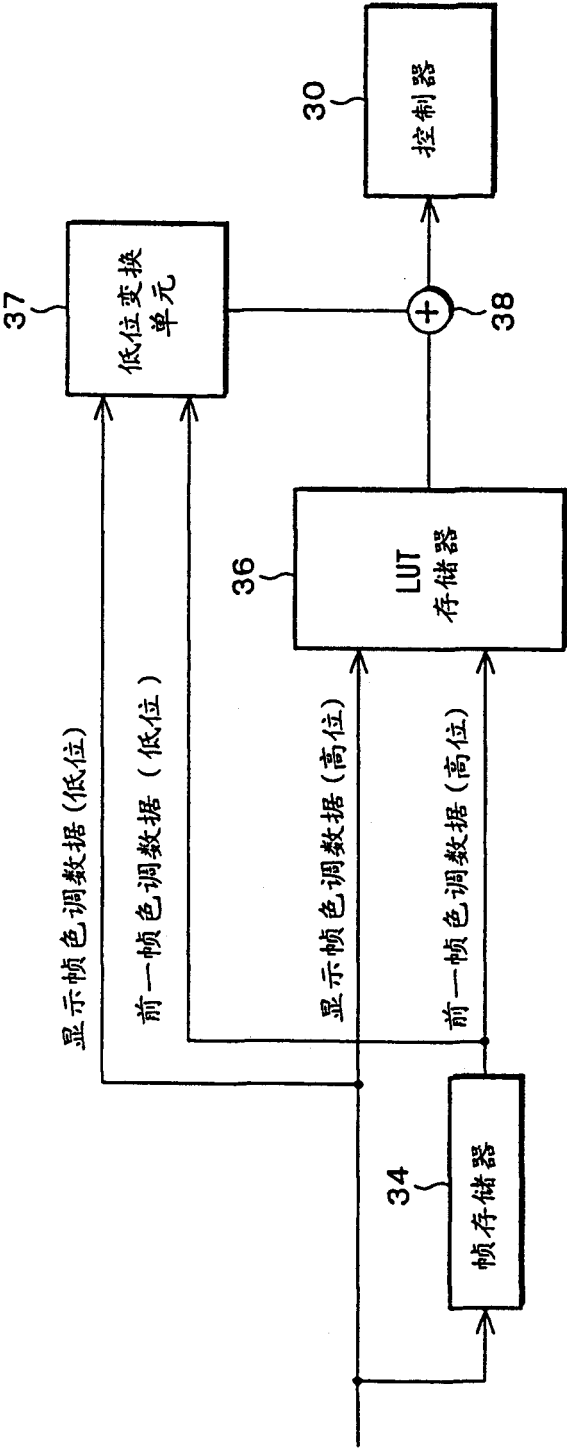 37
低位变换
单元
30
控制器
38
36
LUT
存储器
显示帧色调数据(低位)
前一帧色调数据(低位)
显示帧色调数据(高位)
前一帧色调数据(高位)
34
帧存储器